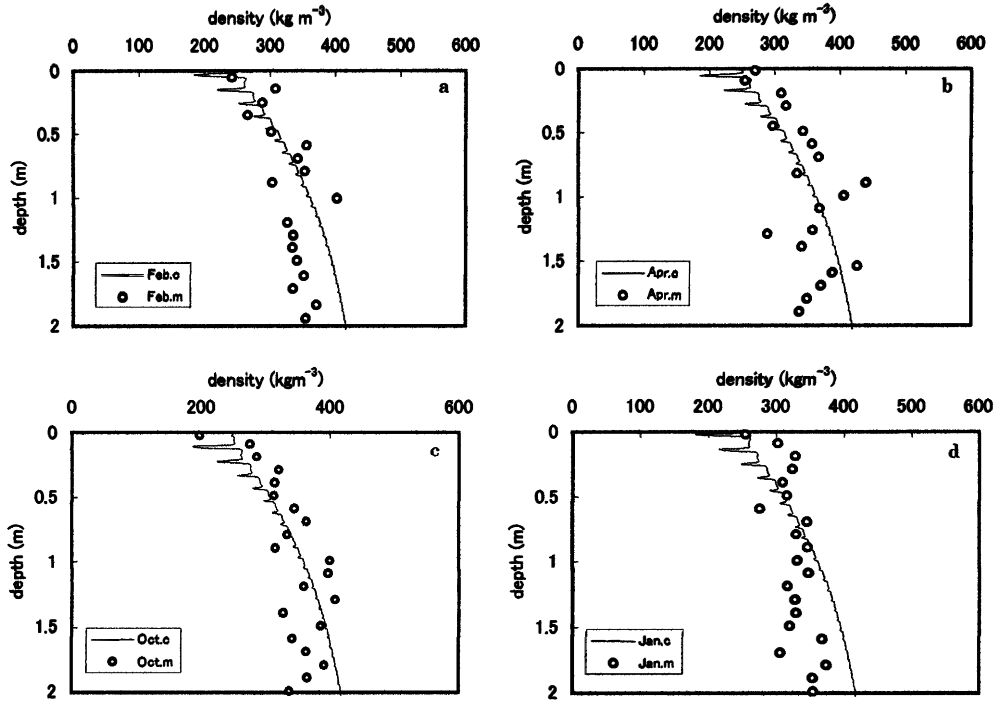 density (kg m⁻³)
0 100 200 300 400 500 600
0
0.5
1
1.5
2
depth (m)
a
Feb.c
Feb.m
density (kg m⁻³)
0 100 200 300 400 500 600
0
0.5
1
1.5
2
depth (m)
b
Apr.c
Apr.m
density (kgm⁻³)
0 200 400 600
0
0.5
1
1.5
2
depth (m)
c
Oct.c
Oct.m
density (kgm⁻³)
0 100 200 300 400 500 600
0
0.5
1
1.5
2
depth (m)
d
Jan.c
Jan.m